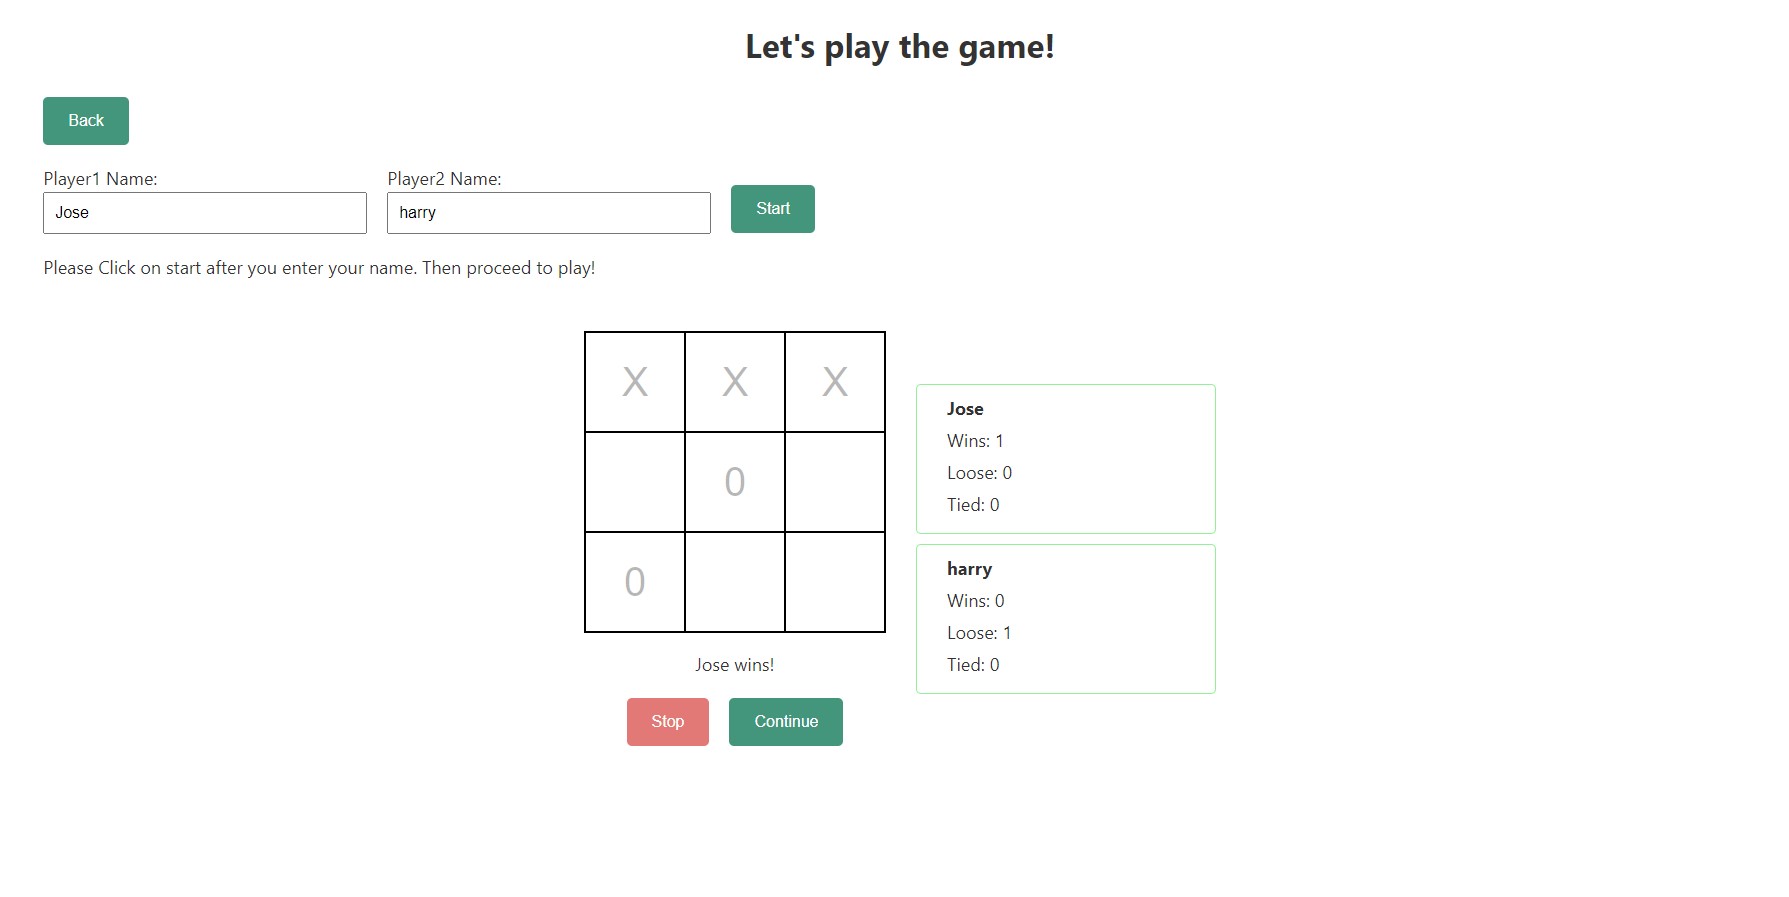 Let's play the game!
Back
Player1 Name: Player2 Name:
Jose harry Start
Please Click on start after you enter your name. Then proceed to play!
X X X
0
0
Jose wins!
Stop Continue
Jose
Wins: 1
Loose: 0
Tied: 0
harry
Wins: 0
Loose: 1
Tied: 0